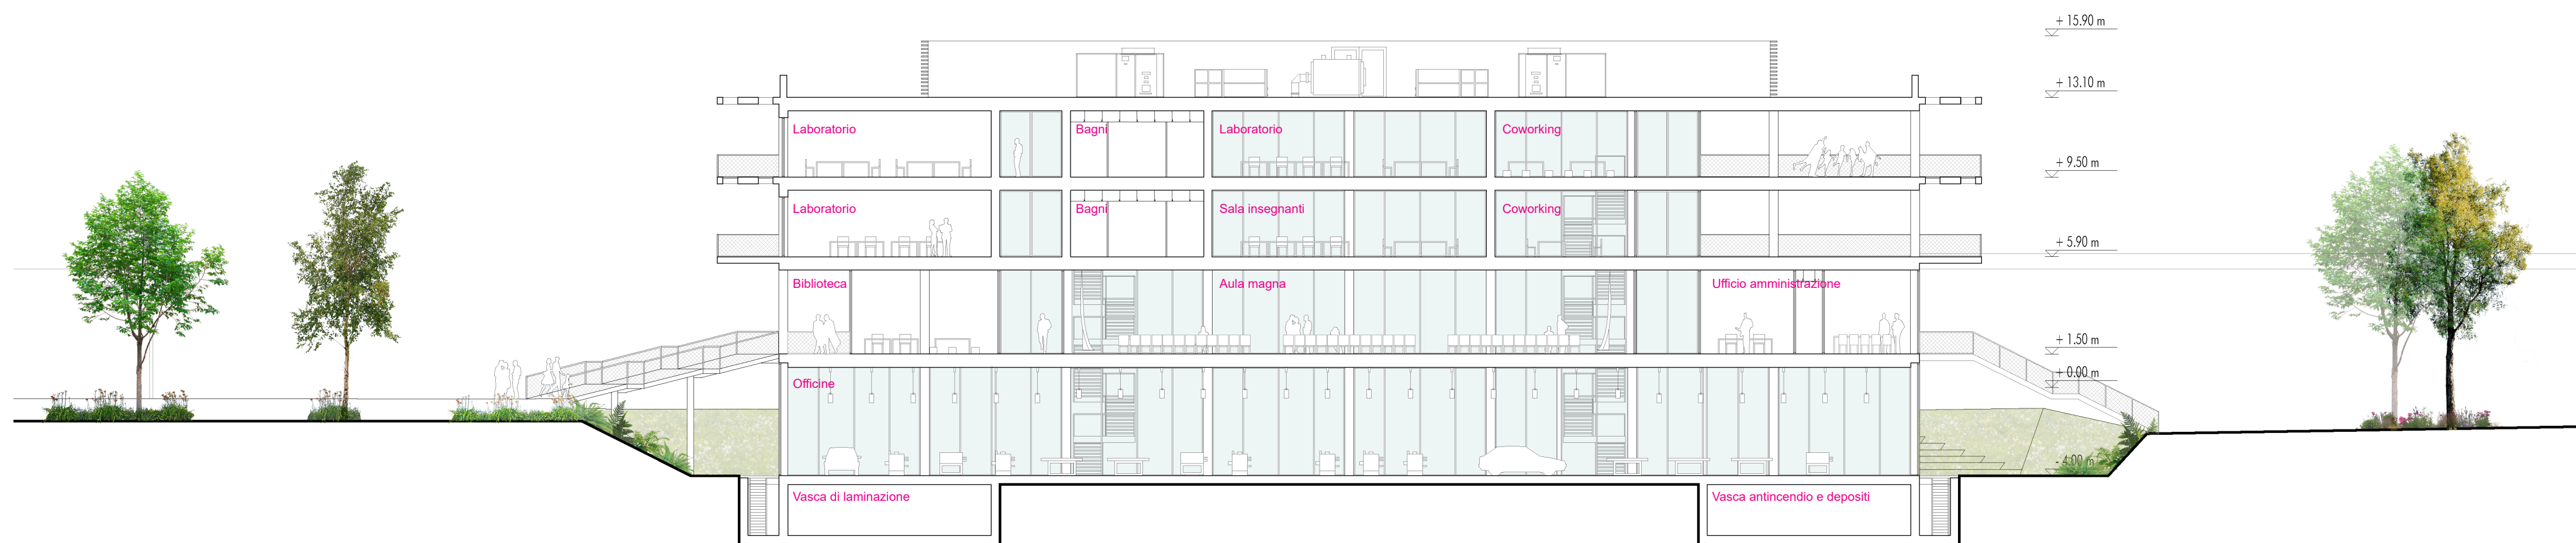 + 15.90 m
+ 13.10 m
Laboratorio
Bagni
Laboratorio
Coworking
+ 9.50 m
Laboratorio
Bagni
Sala insegnanti
Coworking
+ 5.90 m
Biblioteca
Aula magna
Ufficio amministrazione
+ 1.50 m
+ 0.00 m
Officine
- 4.00 m
Vasca di laminazione
Vasca antincendio e depositi